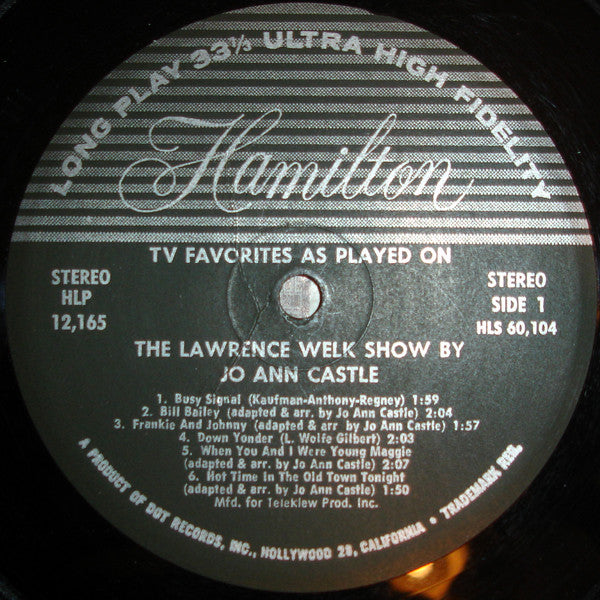 LONG PLAY 33⅓ ULTRA HIGH FIDELITY
Hamilton
TV FAVORITES AS PLAYED ON
STEREO
HLP
12,165
STEREO
SIDE 1
HLS 60,104
THE LAWRENCE WELK SHOW BY
JO ANN CASTLE
1. Busy Signal (Kaufman-Anthony-Regney) 1:59
2. Bill Bailey (adapted & arr. by Jo Ann Castle) 2:04
3. Frankie And Johnny (adapted & arr. by Jo Ann Castle) 1:57
4. Down Yonder (L. Wolfe Gilbert) 2:03
5. When You And I Were Young Maggie
(adapted & arr. by Jo Ann Castle) 2:07
6. Hot Time In The Old Town Tonight
(adapted & arr. by Jo Ann Castle) 1:50
Mfd. for Teleklew Prod. Inc.
A PRODUCT OF DOT RECORDS, INC., HOLLYWOOD 28, CALIFORNIA • TRADEMARK REG.